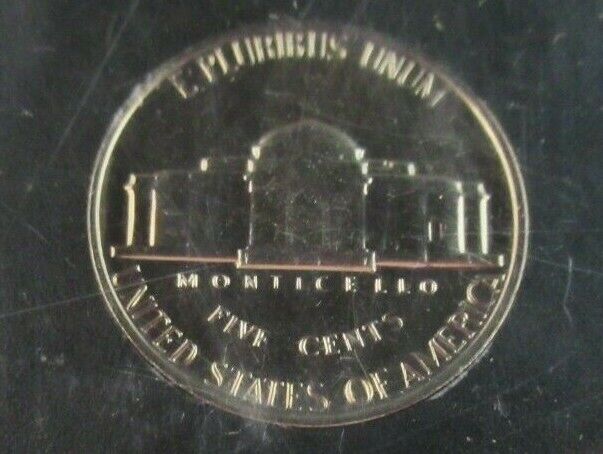 E PLURIBUS UNUM
MONTICELLO
FIVE CENTS
UNITED STATES OF AMERICA